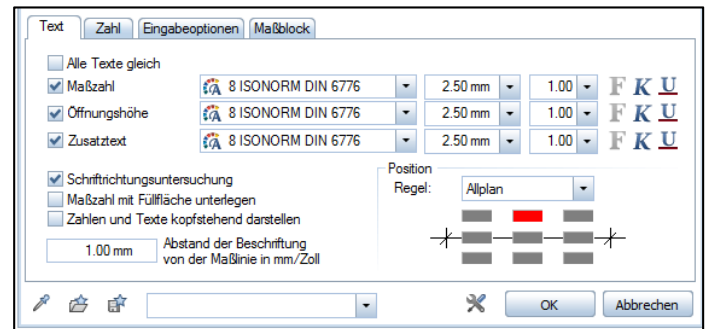 Text Zahl Eingabeoptionen Maßblock
Alle Texte gleich
Maßzahl 8 ISONORM DIN 6776 2.50 mm 1.00 F K U
Öffnungshöhe 8 ISONORM DIN 6776 2.50 mm 1.00 F K U
Zusatztext 8 ISONORM DIN 6776 2.50 mm 1.00 F K U
Schriftrichtungsuntersuchung
Maßzahl mit Füllfläche unterlegen
Zahlen und Texte kopfstehend darstellen
1.00 mm Abstand der Beschriftung
von der Maßlinie in mm/Zoll
Position
Regel: Allplan
OK Abbrechen